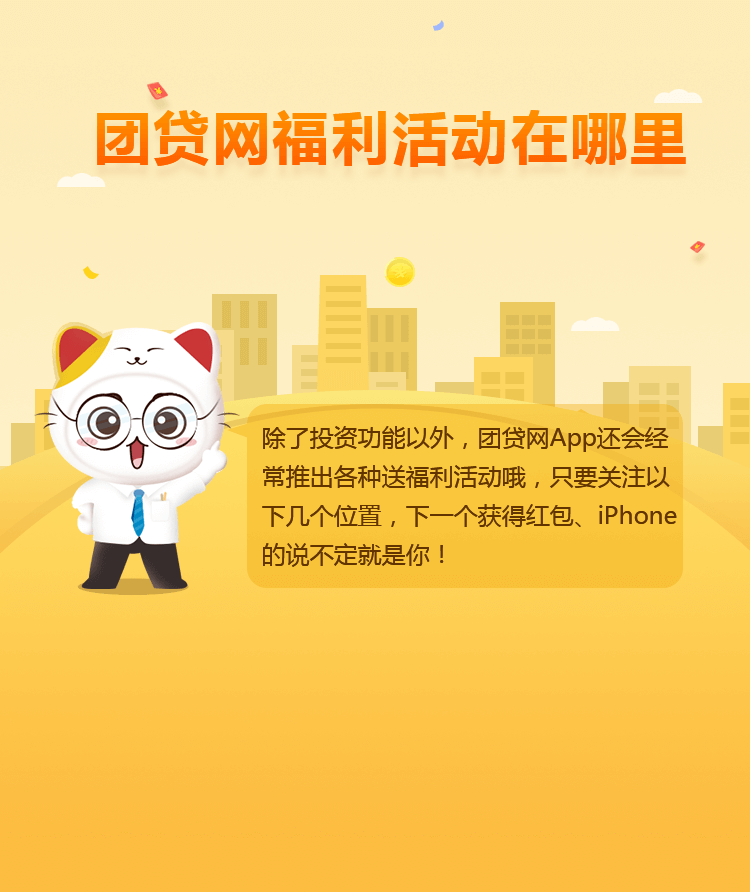 团贷网福利活动在哪里
除了投资功能以外，团贷网App还会经
常推出各种送福利活动哦，只要关注以
下几个位置，下一个获得红包、iPhone
的说不定就是你！